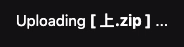 Uploading [ 上.zip ] ...